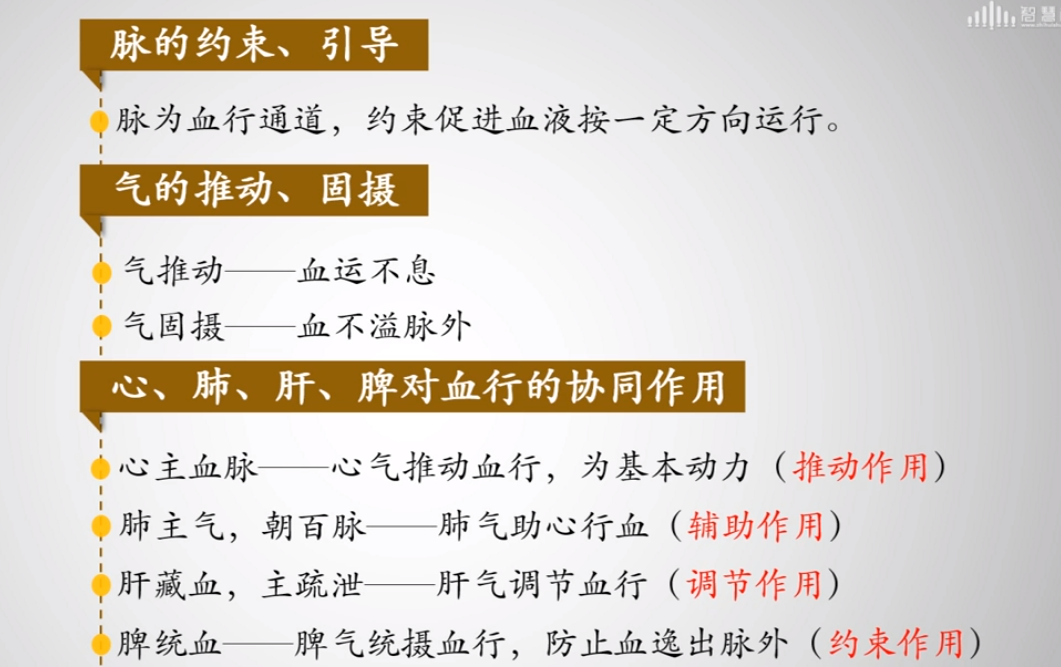 智慧
脉的约束、引导
脉为血行通道，约束促进血液按一定方向运行。
气的推动、固摄
气推动——血运不息
气固摄——血不溢脉外
心、肺、肝、脾对血行的协同作用
心主血脉——心气推动血行，为基本动力（推动作用）
肺主气，朝百脉——肺气助心行血（辅助作用）
肝藏血，主疏泄——肝气调节血行（调节作用）
脾统血——脾气统摄血行，防止血逸出脉外（约束作用）